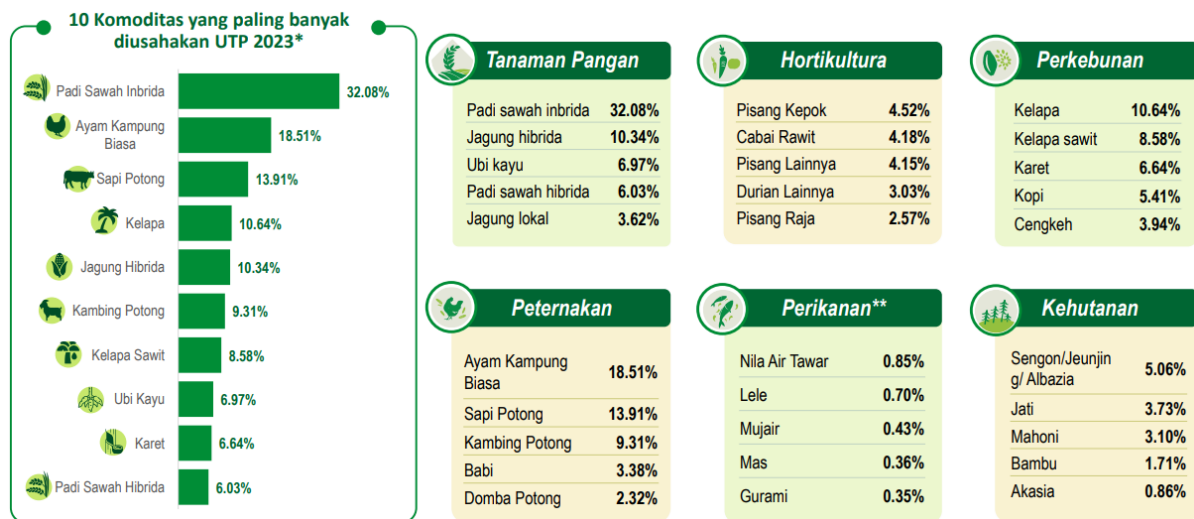 10 Komoditas yang paling banyak
diusahakan UTP 2023*
Padi Sawah Inbrida 32.08%
Ayam Kampung
Biasa 18.51%
Sapi Potong 13.91%
Kelapa 10.64%
Jagung Hibrida 10.34%
Kambing Potong 9.31%
Kelapa Sawit 8.58%
Ubi Kayu 6.97%
Karet 6.64%
Padi Sawah Hibrida 6.03%
Tanaman Pangan
Padi sawah inbrida 32.08%
Jagung hibrida 10.34%
Ubi kayu 6.97%
Padi sawah hibrida 6.03%
Jagung lokal 3.62%
Hortikultura
Pisang Kepok 4.52%
Cabai Rawit 4.18%
Pisang Lainnya 4.15%
Durian Lainnya 3.03%
Pisang Raja 2.57%
Perkebunan
Kelapa 10.64%
Kelapa sawit 8.58%
Karet 6.64%
Kopi 5.41%
Cengkeh 3.94%
Peternakan
Ayam Kampung
Biasa 18.51%
Sapi Potong 13.91%
Kambing Potong 9.31%
Babi 3.38%
Domba Potong 2.32%
Perikanan**
Nila Air Tawar 0.85%
Lele 0.70%
Mujair 0.43%
Mas 0.36%
Gurami 0.35%
Kehutanan
Sengon/Jeunjin
g/ Albazia 5.06%
Jati 3.73%
Mahoni 3.10%
Bambu 1.71%
Akasia 0.86%